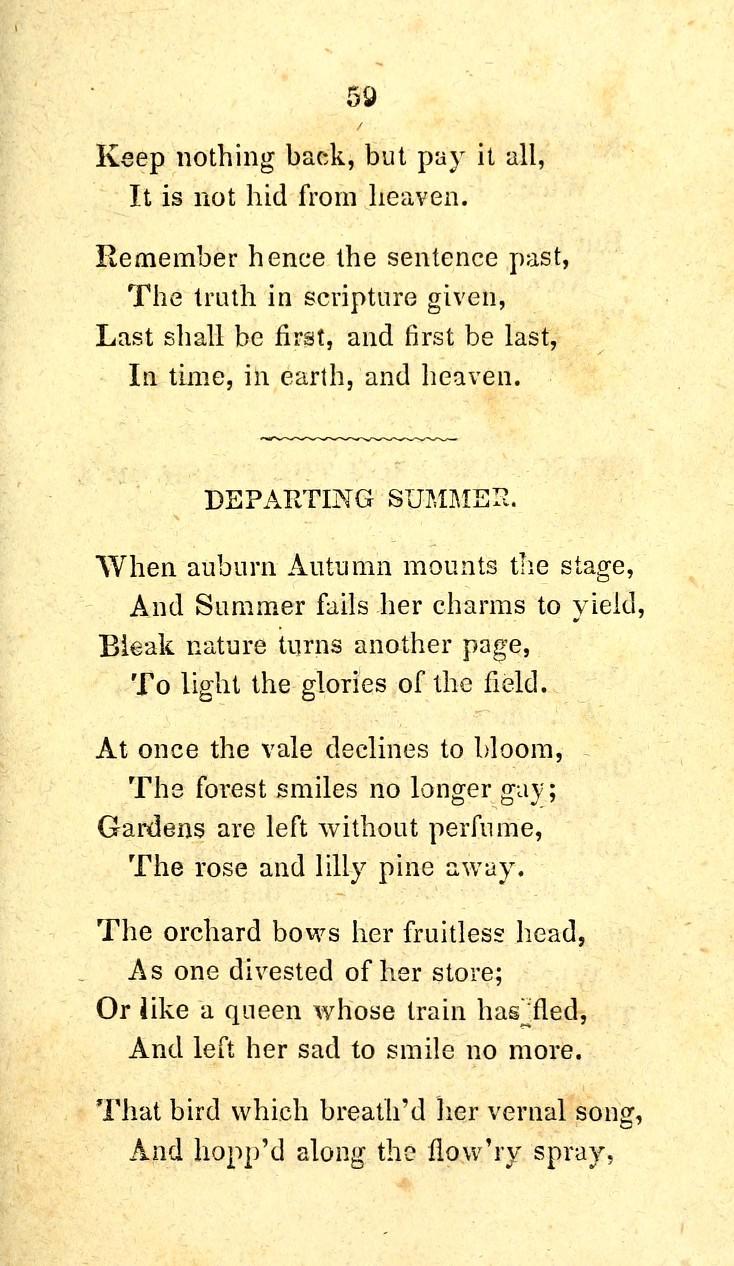 59
Keep nothing back, but pay it all,
It is not hid from heaven.
Remember hence the sentence past,
The truth in scripture given,
Last shall be first, and first be last,
In time, in earth, and heaven.
DEPARTING SUMMER.
When auburn Autumn mounts the stage,
And Summer fails her charms to yield,
Bleak nature turns another page,
To light the glories of the field.
At once the vale declines to bloom,
The forest smiles no longer gay;
Gardens are left without perfume,
The rose and lilly pine away.
The orchard bows her fruitless head,
As one divested of her store;
Or like a queen whose train has fled,
And left her sad to smile no more.
That bird which breath'd her vernal song,
And hopp'd along the flow'ry spray,